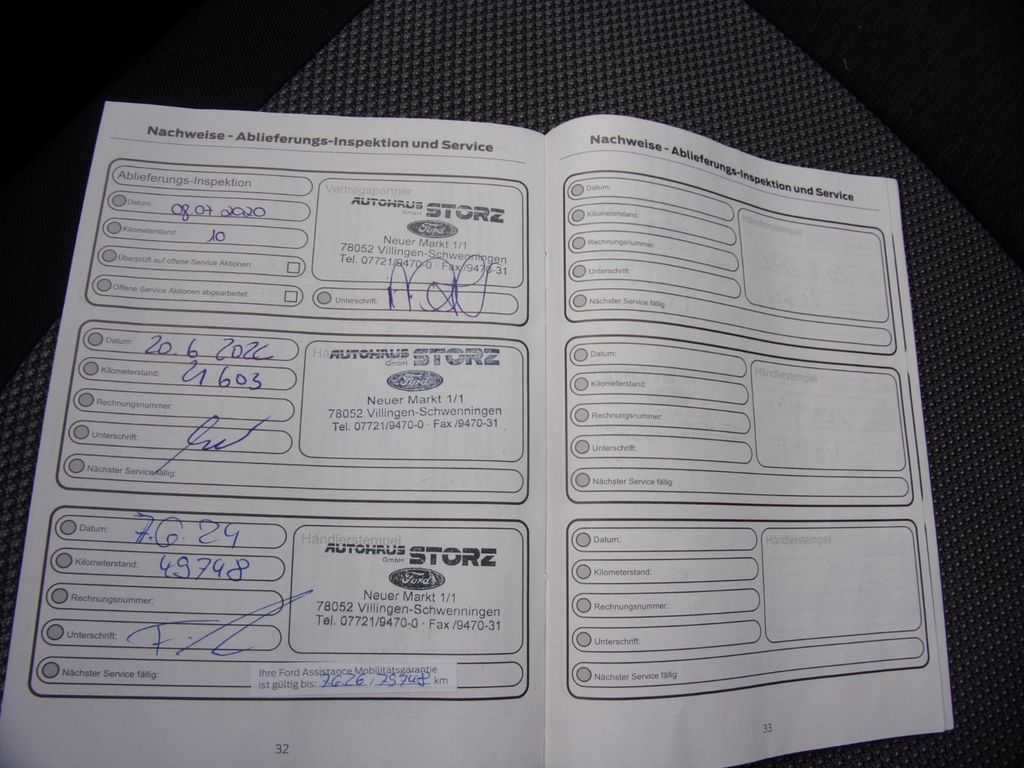 Nachweise - Ablieferungs-Inspektion und Service
Ablieferungs-Inspektion
Datum: 08.07.2020
Kilometerstand: 10
Überprüft auf offene Service Aktionen:
Offene Service Aktionen abgearbeitet:
Vertragspartner
AUTOHAUS STORZ
GmbH
Ford
Neuer Markt 1/1
78052 Villingen-Schwenningen
Tel. 07721/9470-0 · Fax /9470-31
Unterschrift:
Datum: 20.6.2022
Kilometerstand: 21603
Rechnungsnummer:
Unterschrift:
Nächster Service fällig:
AUTOHAUS STORZ
GmbH
Ford
Neuer Markt 1/1
78052 Villingen-Schwenningen
Tel. 07721/9470-0 · Fax /9470-31
Datum: 7.6.24
Kilometerstand: 49748
Rechnungsnummer:
Unterschrift:
Händlerstempel
AUTOHAUS STORZ
GmbH
Ford
Neuer Markt 1/1
78052 Villingen-Schwenningen
Tel. 07721/9470-0 · Fax /9470-31
Nächster Service fällig:
Ihre Ford Assistance Mobilitätsgarantie
ist gültig bis: 7.6.26 / 79748 km
32
Nachweise - Ablieferungs-Inspektion und Service
Datum:
Kilometerstand:
Rechnungsnummer:
Unterschrift:
Nächster Service fällig:
Händlerstempel
Datum:
Kilometerstand:
Rechnungsnummer:
Unterschrift:
Nächster Service fällig:
Händlerstempel
Datum:
Kilometerstand:
Rechnungsnummer:
Unterschrift:
Nächster Service fällig:
Händlerstempel
33